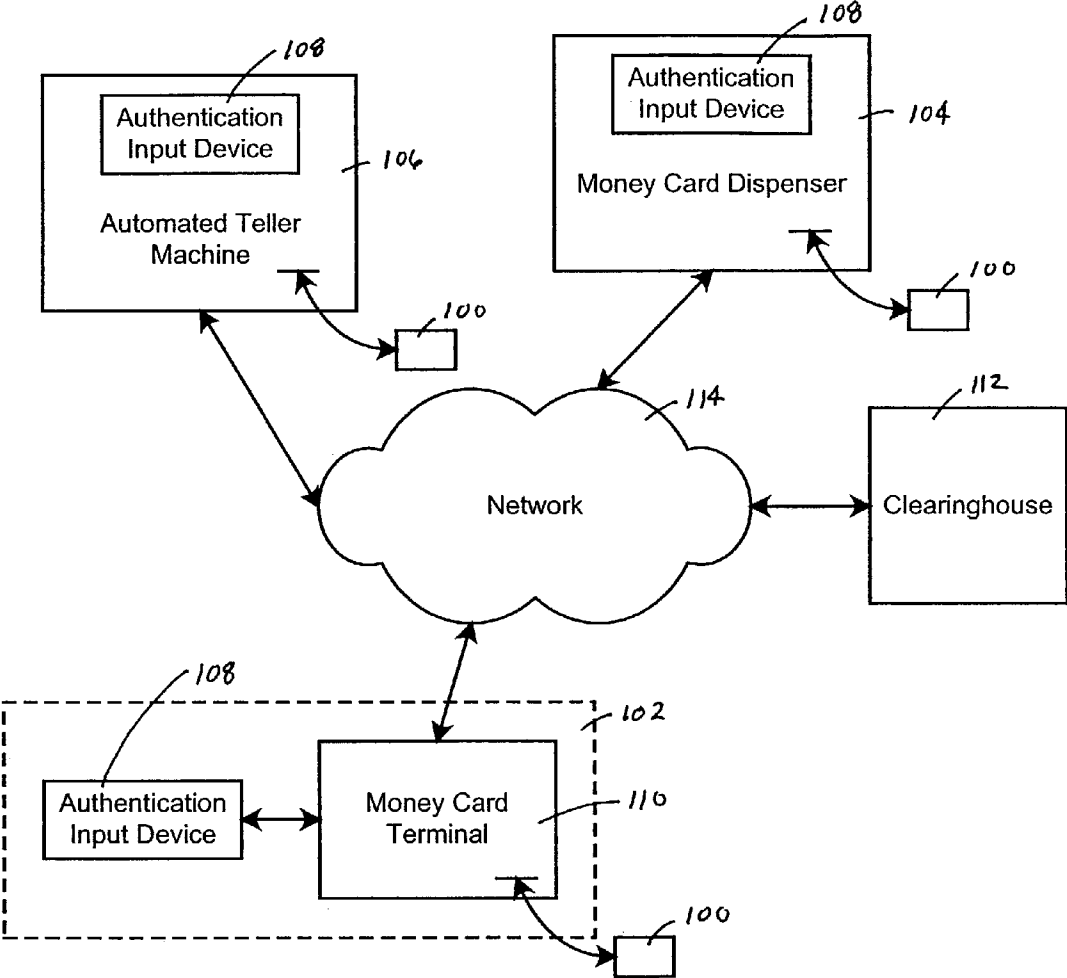 108
Authentication
Input Device
106
Automated Teller
Machine
100
108
Authentication
Input Device
104
Money Card Dispenser
100
114
Network
112
Clearinghouse
108
102
Authentication
Input Device
Money Card
Terminal
110
100